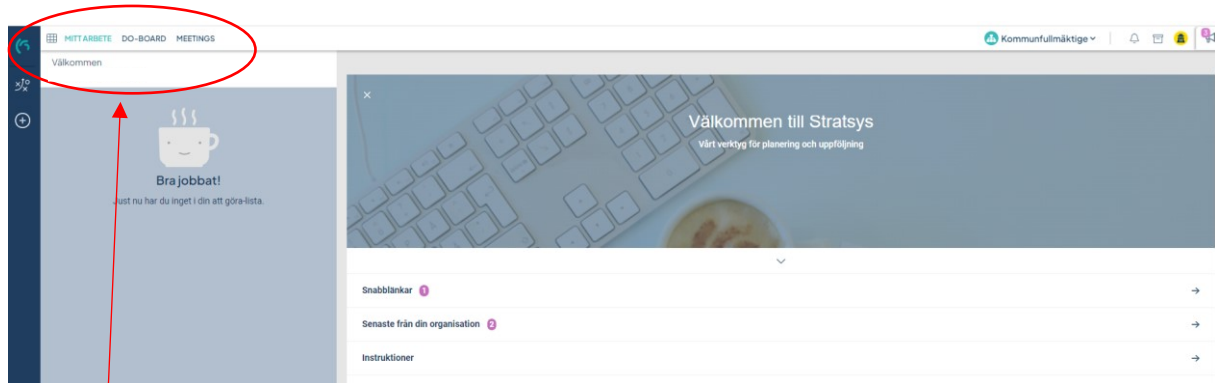 MITT ARBETE DO-BOARD MEETINGS
Kommunfullmäktige
3
Välkommen
Bra jobbat!
Just nu har du inget i din att göra-lista.
Välkommen till Stratsys
Vårt verktyg för planering och uppföljning
Snabblänkar 1
Senaste från din organisation 2
Instruktioner